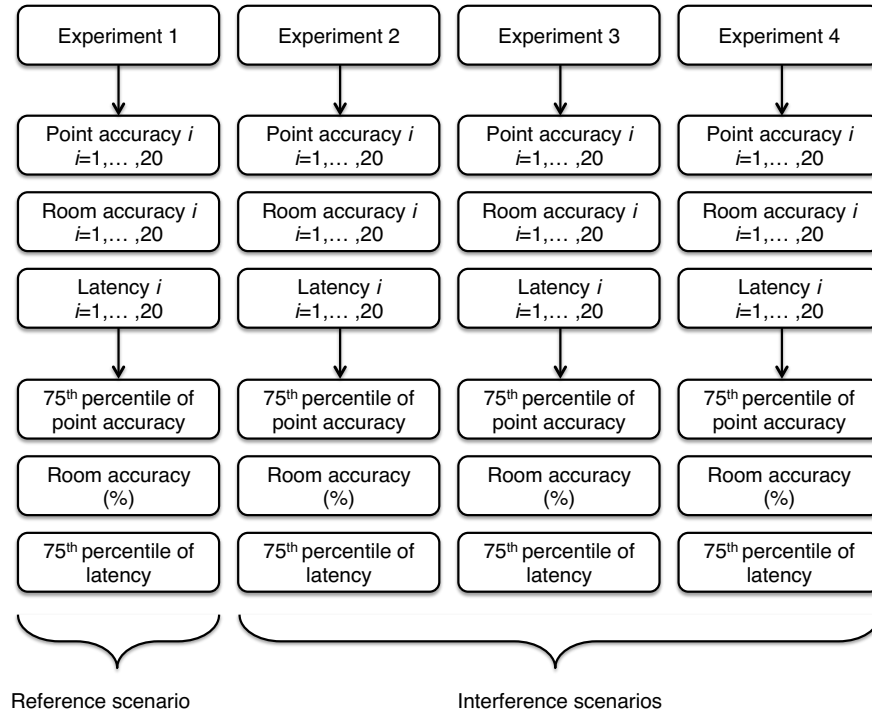 Experiment 1
Experiment 2
Experiment 3
Experiment 4
Point accuracy i
i=1,… ,20
Point accuracy i
i=1,… ,20
Point accuracy i
i=1,… ,20
Point accuracy i
i=1,… ,20
Room accuracy i
i=1,… ,20
Room accuracy i
i=1,… ,20
Room accuracy i
i=1,… ,20
Room accuracy i
i=1,… ,20
Latency i
i=1,… ,20
Latency i
i=1,… ,20
Latency i
i=1,… ,20
Latency i
i=1,… ,20
75th percentile of
point accuracy
75th percentile of
point accuracy
75th percentile of
point accuracy
75th percentile of
point accuracy
Room accuracy
(%)
Room accuracy
(%)
Room accuracy
(%)
Room accuracy
(%)
75th percentile of
latency
75th percentile of
latency
75th percentile of
latency
75th percentile of
latency
Reference scenario
Interference scenarios